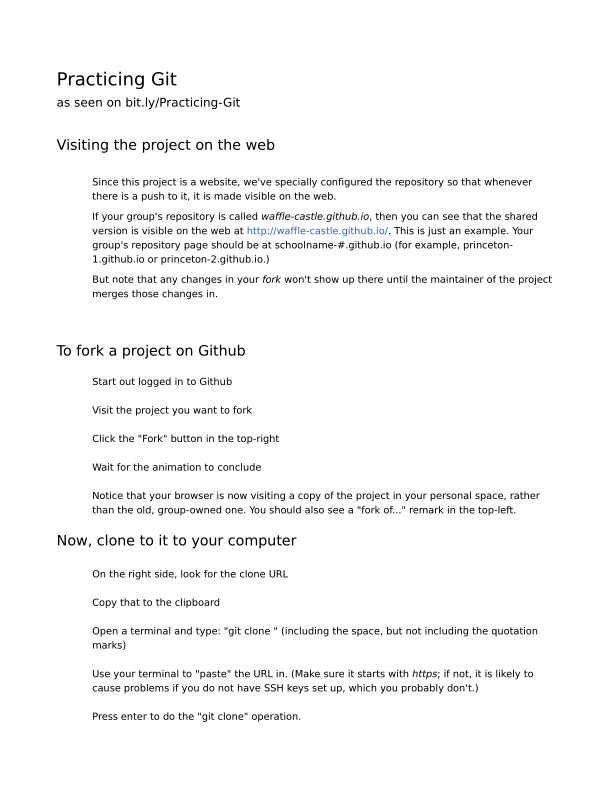 Practicing Git
as seen on bit.ly/Practicing-Git
Visiting the project on the web
Since this project is a website, we've specially configured the repository so that whenever
there is a push to it, it is made visible on the web.
If your group's repository is called waffle-castle.github.io, then you can see that the shared
version is visible on the web at http://waffle-castle.github.io/. This is just an example. Your
group's repository page should be at schoolname-#.github.io (for example, princeton-
1.github.io or princeton-2.github.io.)
But note that any changes in your fork won't show up there until the maintainer of the project
merges those changes in.
To fork a project on Github
Start out logged in to Github
Visit the project you want to fork
Click the "Fork" button in the top-right
Wait for the animation to conclude
Notice that your browser is now visiting a copy of the project in your personal space, rather
than the old, group-owned one. You should also see a "fork of..." remark in the top-left.
Now, clone to it to your computer
On the right side, look for the clone URL
Copy that to the clipboard
Open a terminal and type: "git clone " (including the space, but not including the quotation
marks)
Use your terminal to "paste" the URL in. (Make sure it starts with https; if not, it is likely to
cause problems if you do not have SSH keys set up, which you probably don't.)
Press enter to do the "git clone" operation.